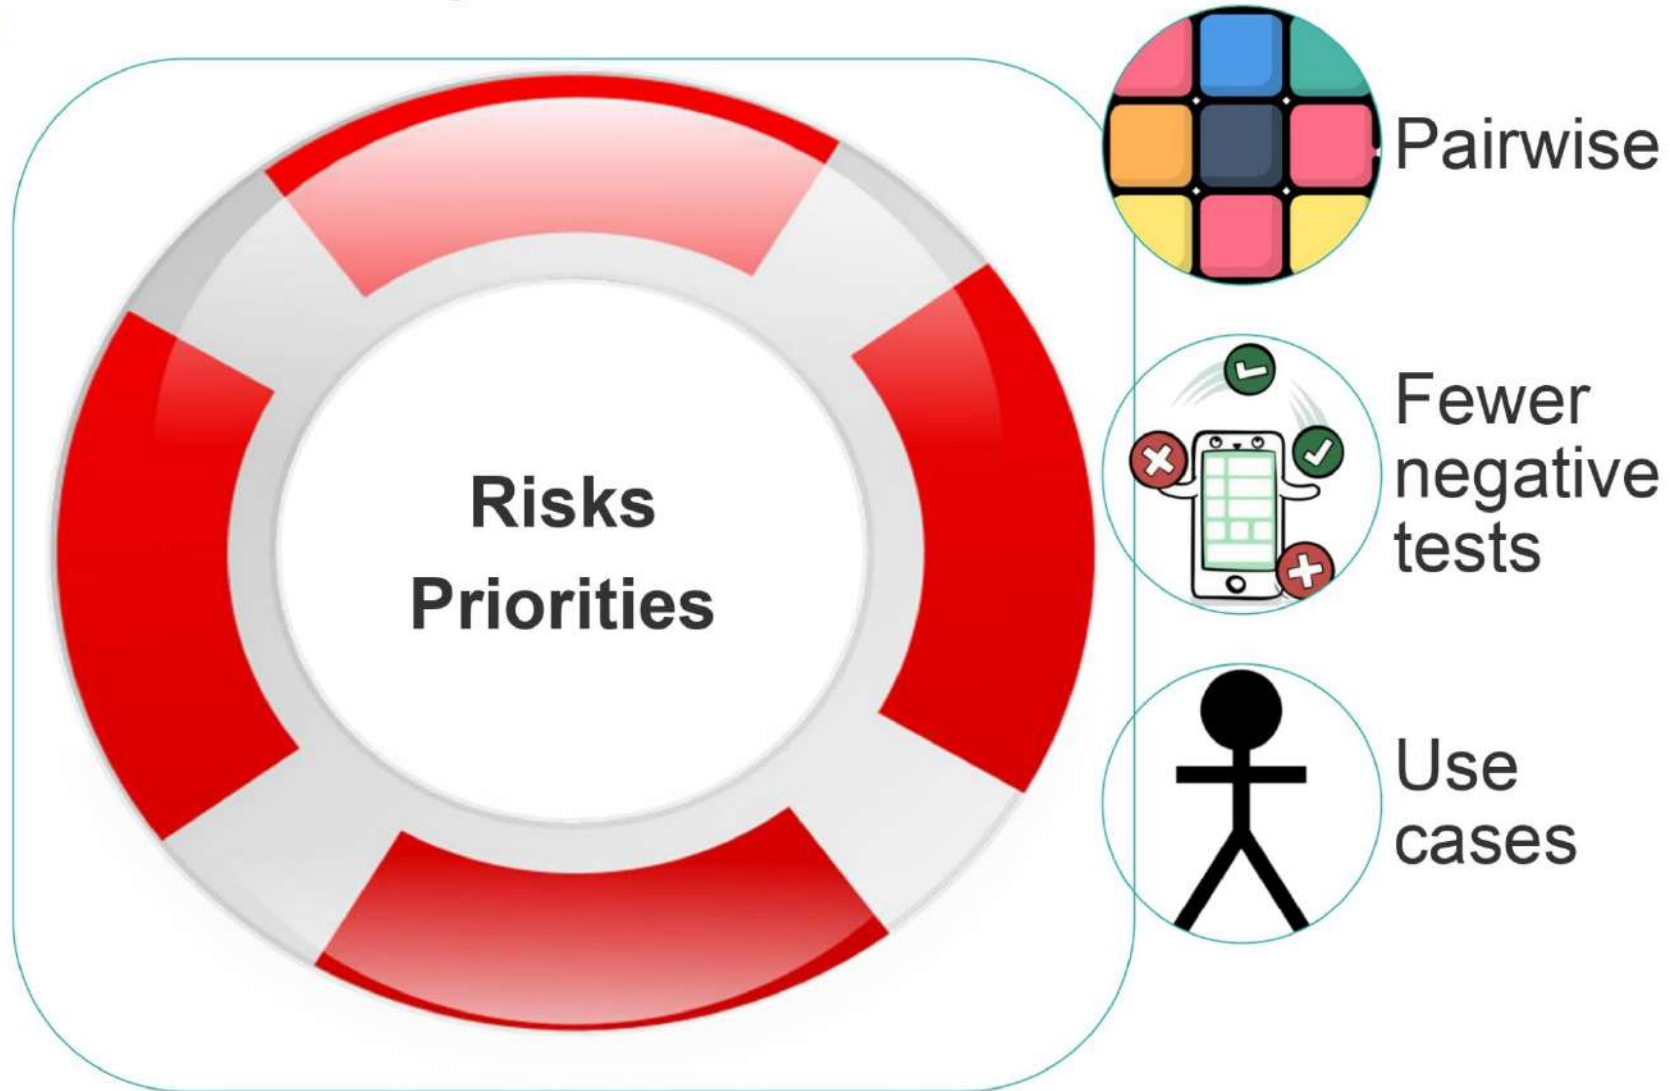 Risks
Priorities
Pairwise
Fewer
negative
tests
Use
cases